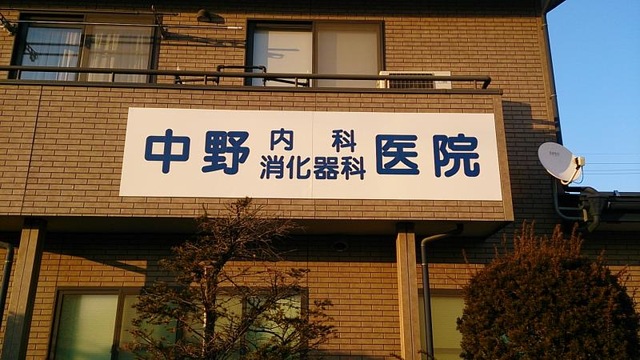 中野 内科 医院
消化器科